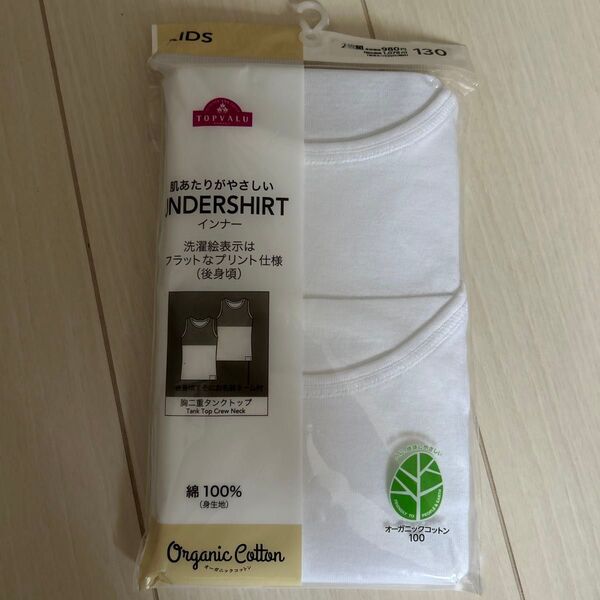 KIDS
980円
130
TOPVALU
肌あたりがやさしい
UNDERSHIRT
インナー
洗濯絵表示は
フラットなプリント仕様
(後身頃)
胸二重タンクトップ
Tank Top Crew Neck
綿100%
(身生地)
Organic Cotton
オーガニックコットン
オーガニックコットン
100